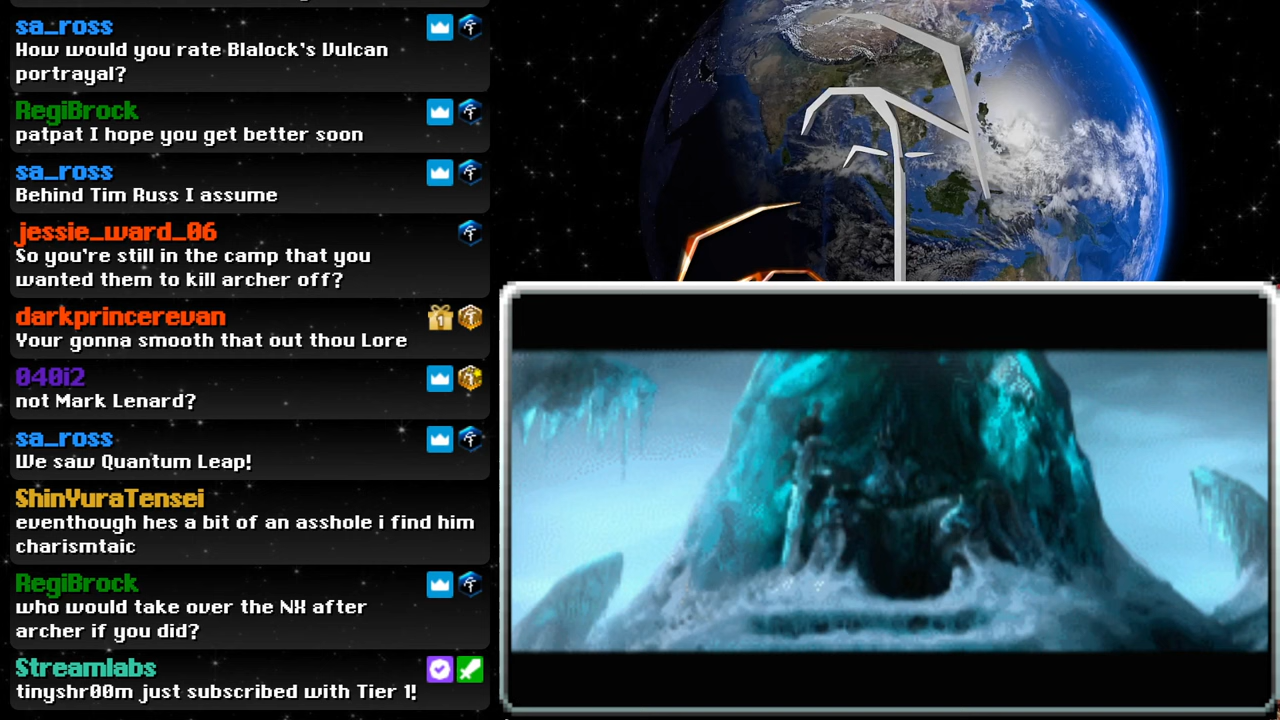 sa_ross
How would you rate Blalock's Vulcan
portrayal?
RegiBrock
patpat I hope you get better soon
sa_ross
Behind Tim Russ I assume
jessie_ward_06
So you're still in the camp that you
wanted them to kill archer off?
darkprincerevan
1
Your gonna smooth that out thou Lore
040i2
not Mark Lenard?
sa_ross
We saw Quantum Leap!
ShinYuraTensei
eventhough hes a bit of an asshole i find him
charismtaic
RegiBrock
who would take over the NX after
archer if you did?
Streamlabs
tinyshr00m just subscribed with Tier 1!